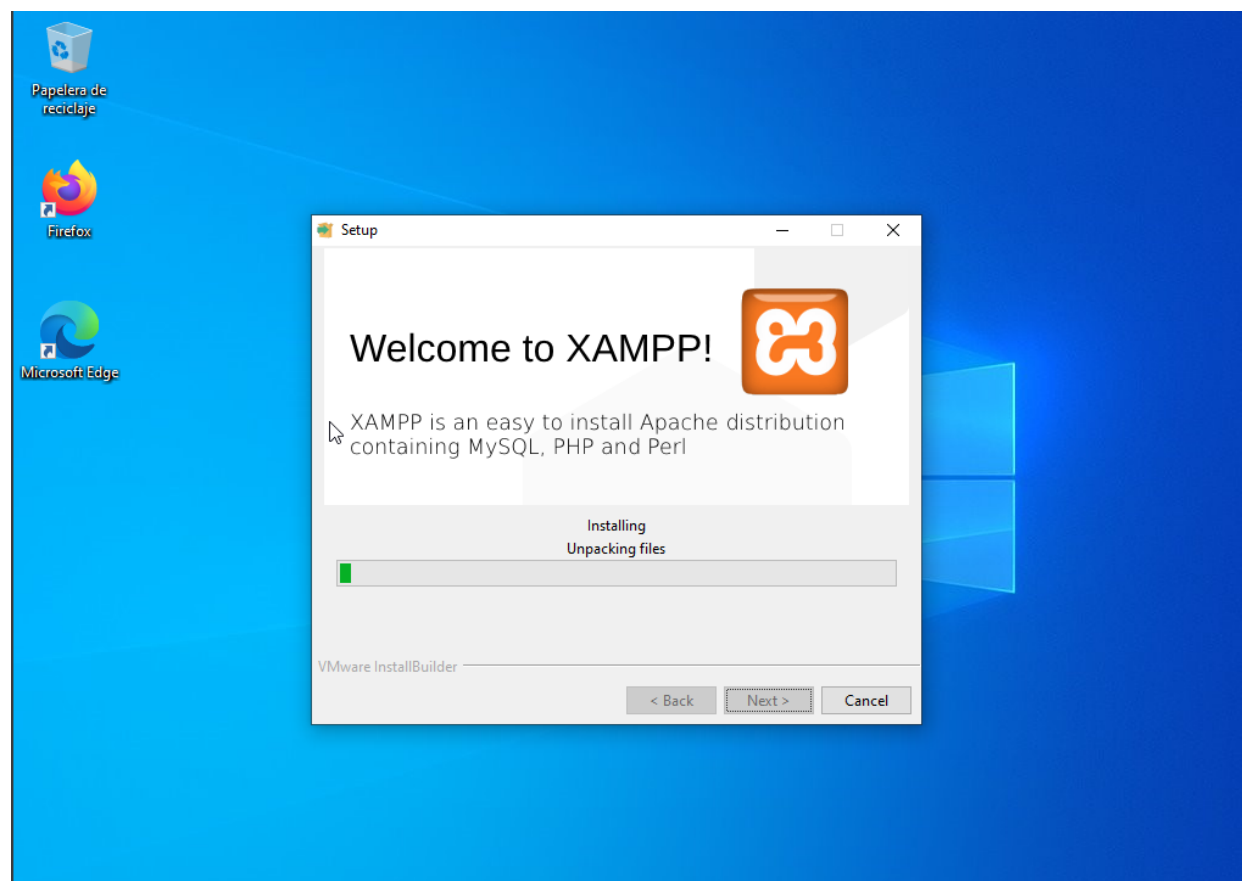 Papelera de
reciclaje
Firefox
Microsoft Edge
Setup
Welcome to XAMPP!
XAMPP is an easy to install Apache distribution
containing MySQL, PHP and Perl
Installing
Unpacking files
VMware InstallBuilder
< Back
Next >
Cancel